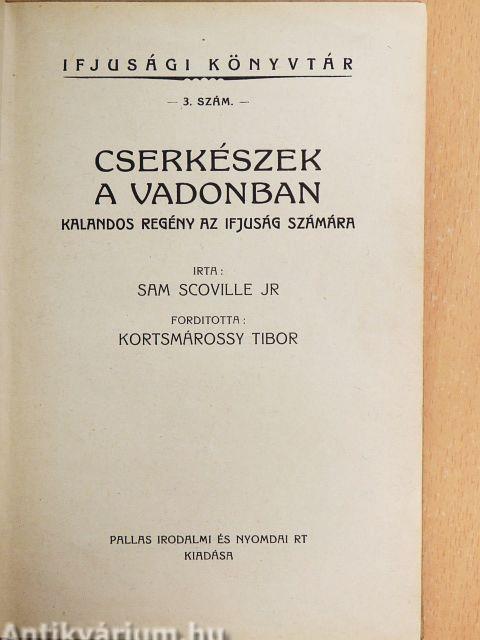 IFJUSÁGI KÖNYVTÁR
— 3. SZÁM. —
CSERKÉSZEK
A VADONBAN
KALANDOS REGÉNY AZ IFJUSÁG SZÁMÁRA
IRTA:
SAM SCOVILLE JR
FORDITOTTA:
KORTSMÁROSSY TIBOR
PALLAS IRODALMI ÉS NYOMDAI RT
KIADÁSA
Antikvárium.hu